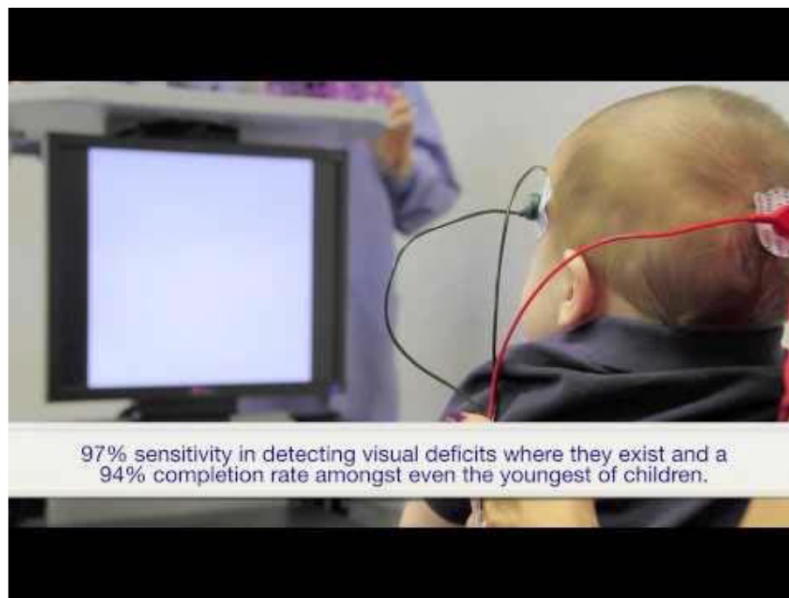 97% sensitivity in detecting visual deficits where they exist and a
94% completion rate amongst even the youngest of children.